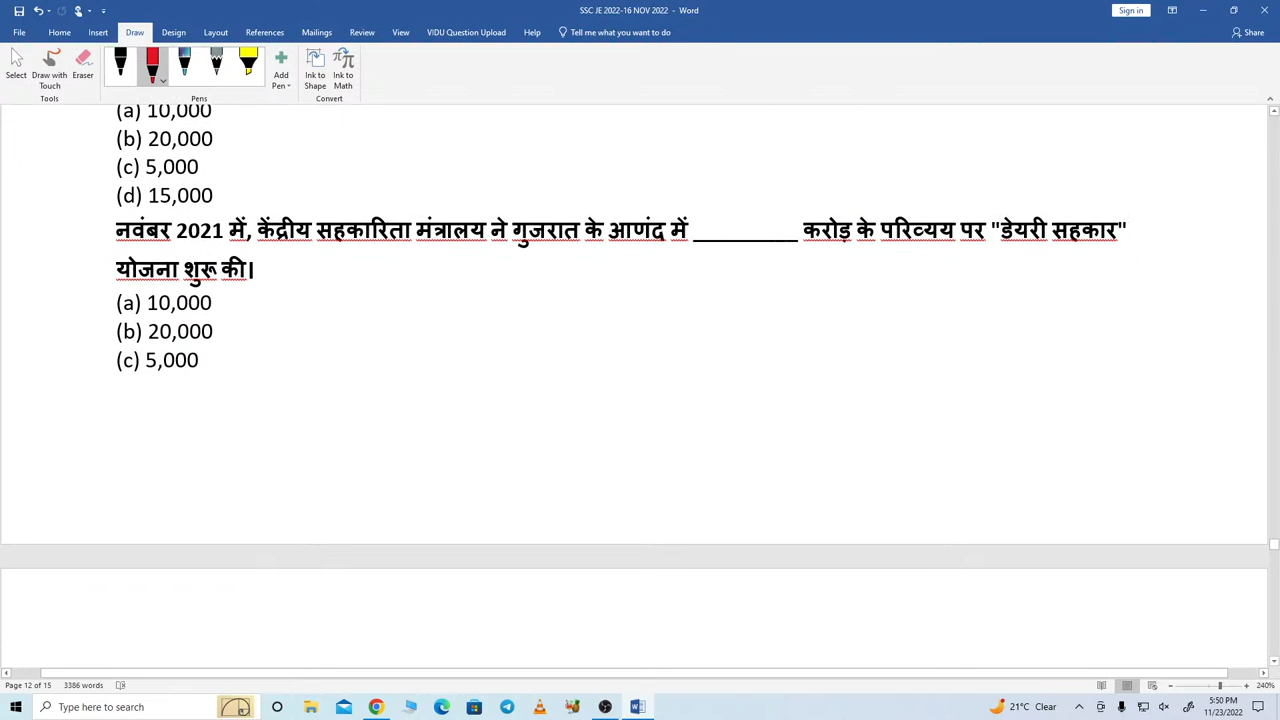 SSC JE 2022-16 NOV 2022 - Word
Sign in
File Home Insert Draw Design Layout References Mailings Review View VIDU Question Upload Help Tell me what you want to do Share
Select Draw with Touch Eraser Add Pen Ink to Shape Ink to Math
Tools Pens Convert
(a) 10,000
(b) 20,000
(c) 5,000
(d) 15,000
नवंबर 2021 में, केंद्रीय सहकारिता मंत्रालय ने गुजरात के आणंद में __________ करोड़ के परिव्यय पर "डेयरी सहकार"
योजना शुरू की।
(a) 10,000
(b) 20,000
(c) 5,000
Page 12 of 15 3386 words 240%
Type here to search 21°C Clear 5:50 PM
11/23/2022